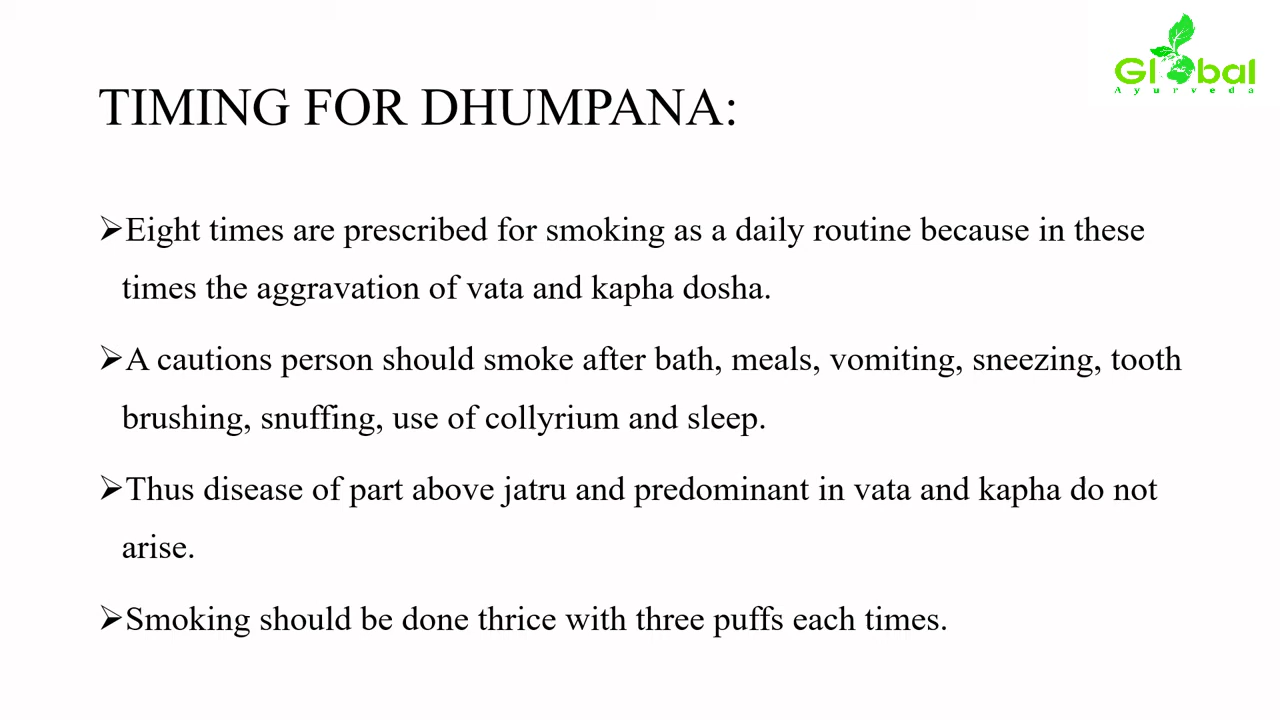 Global
Ayurveda
TIMING FOR DHUMPANA:
➢Eight times are prescribed for smoking as a daily routine because in these
times the aggravation of vata and kapha dosha.
➢A cautions person should smoke after bath, meals, vomiting, sneezing, tooth
brushing, snuffing, use of collyrium and sleep.
➢Thus disease of part above jatru and predominant in vata and kapha do not
arise.
➢Smoking should be done thrice with three puffs each times.